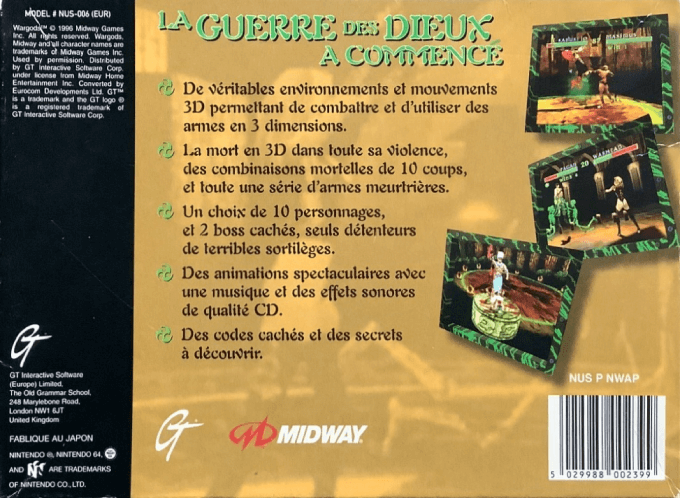 MODEL # NUS-006 (EUR)
Wargods™ © 1996 Midway Games
Inc. All rights reserved. Wargods,
Midway and all character names are
trademarks of Midway Games Inc.
Used by permission. Distributed
by GT Interactive Software Corp.
under license from Midway Home
Entertainment Inc. Converted by
Eurocom Developments Ltd. GT™
is a trademark and the GT logo ®
is a registered trademark of
GT Interactive Software Corp.
GT
GT Interactive Software
(Europe) Limited,
The Old Grammar School,
248 Marylebone Road,
London NW1 6JT
United Kingdom
FABLIQUE AU JAPON
NINTENDO ®, NINTENDO 64,
AND N ARE TRADEMARKS
OF NINTENDO CO., LTD.
LA GUERRE DES DIEUX
A COMMENCE
De véritables environnements et mouvements
3D permettant de combattre et d'utiliser des
armes en 3 dimensions.
La mort en 3D dans toute sa violence,
des combinaisons mortelles de 10 coups,
et toute une série d'armes meurtrières.
Un choix de 10 personnages,
et 2 boss cachés, seuls détenteurs
de terribles sortilèges.
Des animations spectaculaires avec
une musique et des effets sonores
de qualité CD.
Des codes cachés et des secrets
à découvrir.
GT
MIDWAY
NUS P NWAP
5 029988 002399